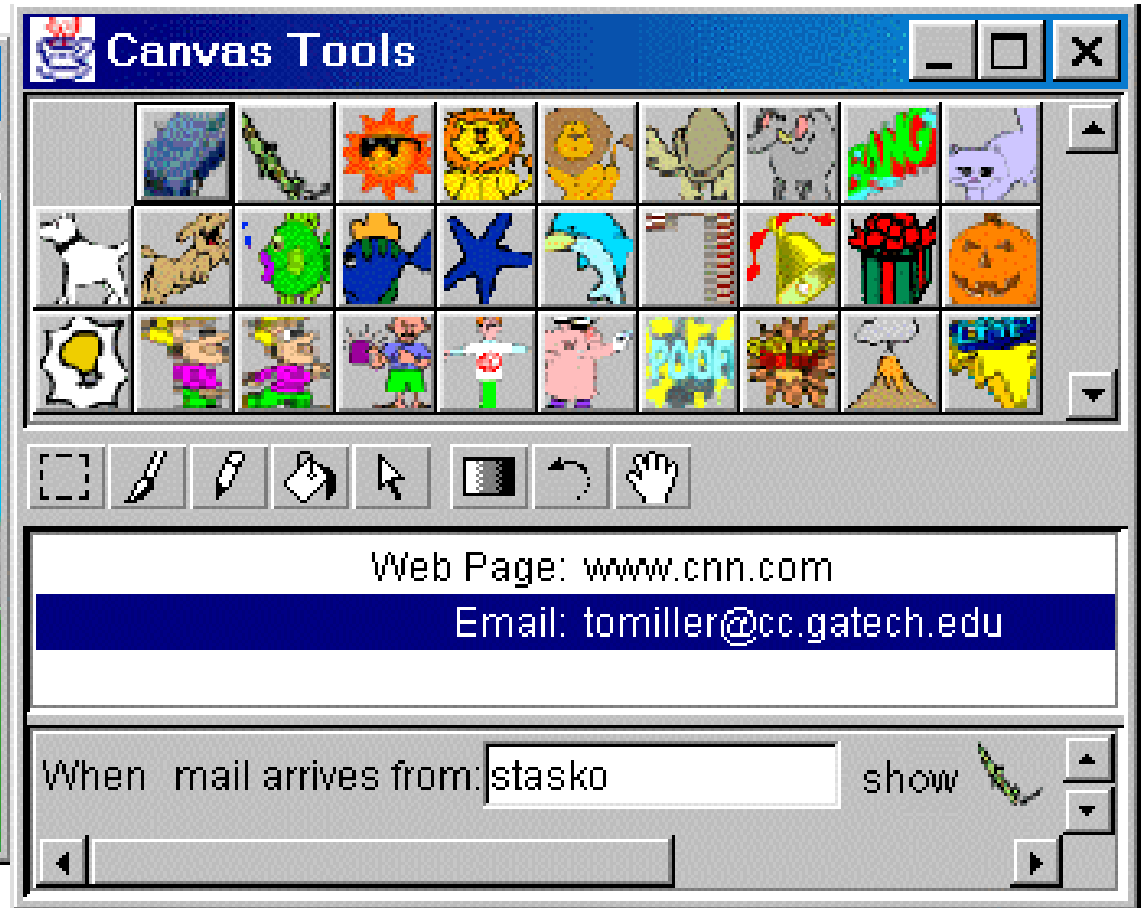 Canvas Tools
BANG
POOF
Web Page: www.cnn.com
Email: tomiller@cc.gatech.edu
When mail arrives from: stasko show